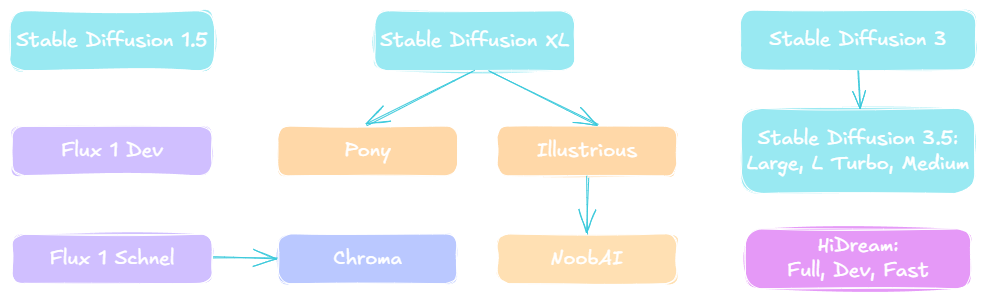 Stable Diffusion 1.5
Stable Diffusion XL
Stable Diffusion 3
Flux 1 Dev
Pony
Illustrious
Stable Diffusion 3.5:
Large, L Turbo, Medium
Flux 1 Schnel
Chroma
NoobAI
HiDream:
Full, Dev, Fast